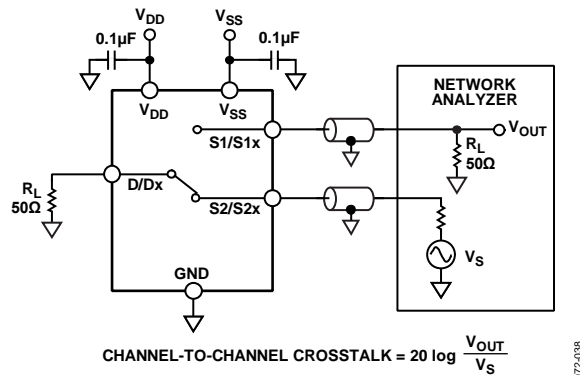 VDD
VSS
0.1µF
0.1µF
VDD
VSS
NETWORK
ANALYZER
S1/S1x
VOUT
RL
50Ω
D/Dx
RL
50Ω
S2/S2x
VS
GND
CHANNEL-TO-CHANNEL CROSSTALK = 20 log VOUT
VS